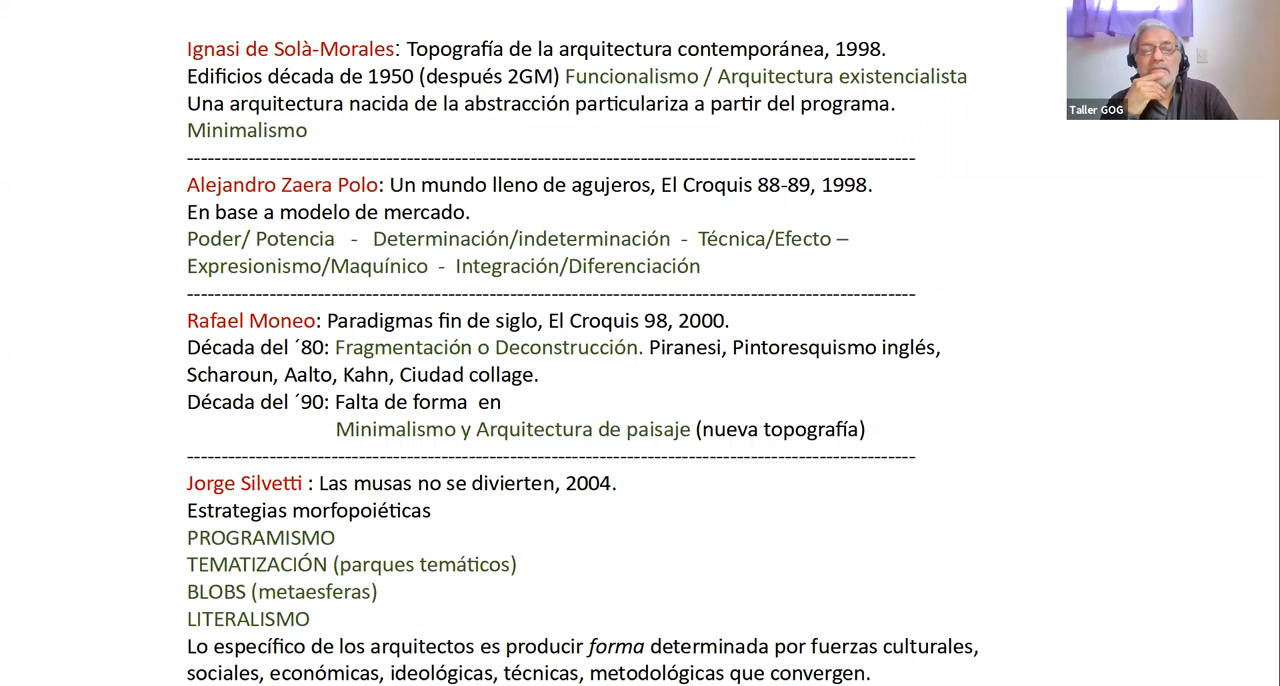 Ignasi de Solà-Morales: Topografía de la arquitectura contemporánea, 1998.
Edificios década de 1950 (después 2GM) Funcionalismo / Arquitectura existencialista
Una arquitectura nacida de la abstracción particulariza a partir del programa.
Minimalismo
--------------------------------------------------------------------------------------------
Alejandro Zaera Polo: Un mundo lleno de agujeros, El Croquis 88-89, 1998.
En base a modelo de mercado.
Poder/ Potencia - Determinación/indeterminación - Técnica/Efecto –
Expresionismo/Maquínico - Integración/Diferenciación
--------------------------------------------------------------------------------------------
Rafael Moneo: Paradigmas fin de siglo, El Croquis 98, 2000.
Década del ´80: Fragmentación o Deconstrucción. Piranesi, Pintoresquismo inglés,
Scharoun, Aalto, Kahn, Ciudad collage.
Década del ´90: Falta de forma en
Minimalismo y Arquitectura de paisaje (nueva topografía)
--------------------------------------------------------------------------------------------
Jorge Silvetti : Las musas no se divierten, 2004.
Estrategias morfopoiéticas
PROGRAMISMO
TEMATIZACIÓN (parques temáticos)
BLOBS (metaesferas)
LITERALISMO
Lo específico de los arquitectos es producir forma determinada por fuerzas culturales,
sociales, económicas, ideológicas, técnicas, metodológicas que convergen.
Taller GOG